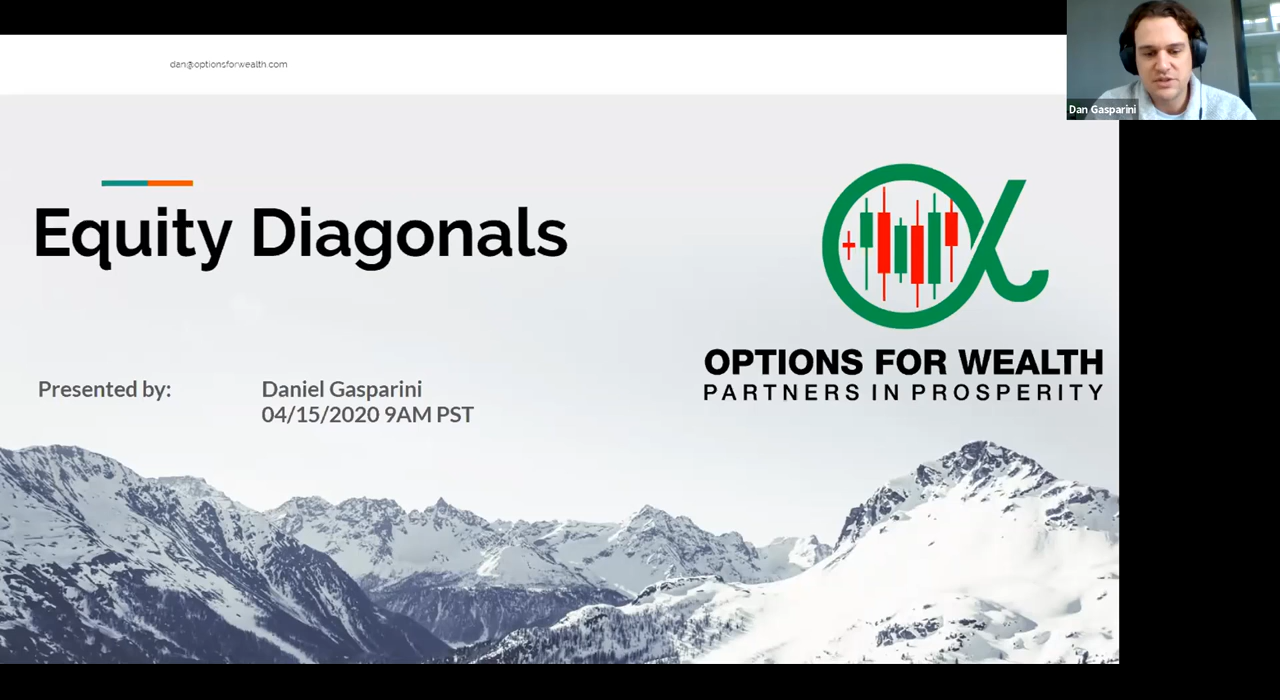 dan@optionsforwealth.com
Dan Gasparini
Equity Diagonals
Presented by: Daniel Gasparini
04/15/2020 9AM PST
OPTIONS FOR WEALTH
PARTNERS IN PROSPERITY